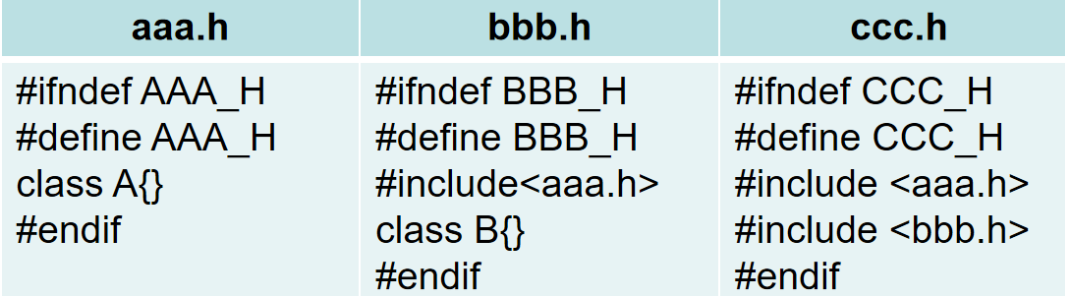 aaa.h
bbb.h
ccc.h
#ifndef AAA_H
#define AAA_H
class A{}
#endif
#ifndef BBB_H
#define BBB_H
#include<aaa.h>
class B{}
#endif
#ifndef CCC_H
#define CCC_H
#include <aaa.h>
#include <bbb.h>
#endif